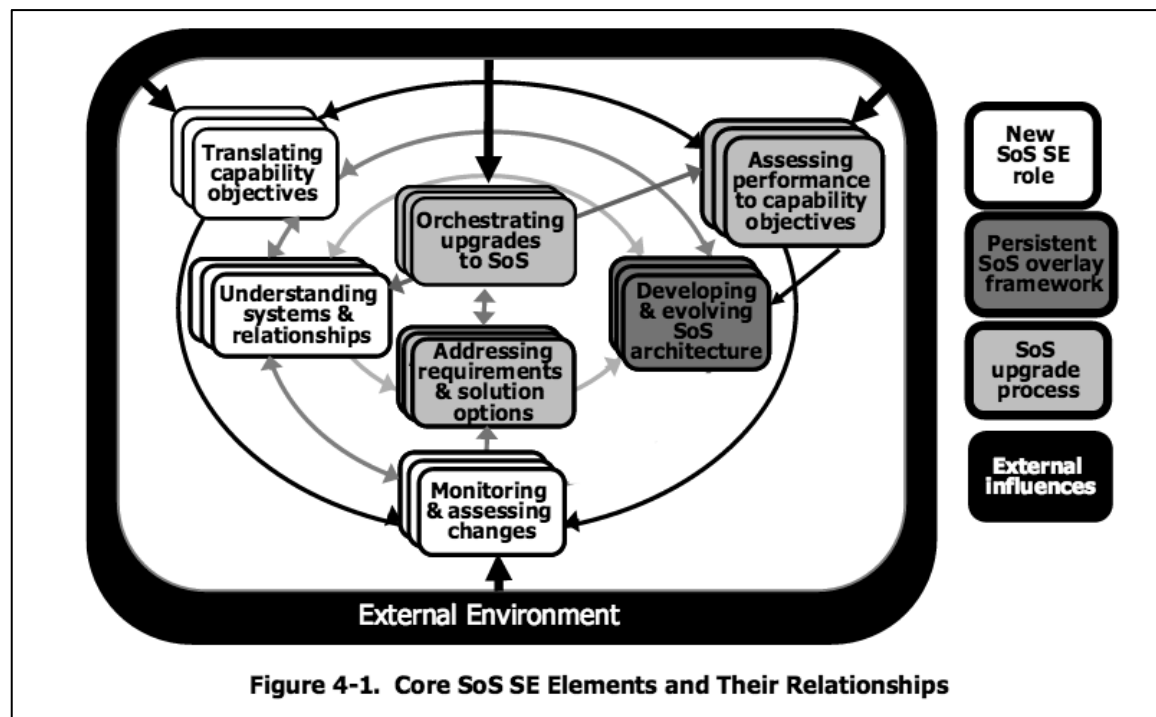 Translating
capability
objectives
Orchestrating
upgrades
to SoS
Assessing
performance
to capability
objectives
Understanding
systems &
relationships
Addressing
requirements
& solution
options
Developing
& evolving
SoS
architecture
Monitoring
& assessing
changes
External Environment
New
SoS SE
role
Persistent
SoS overlay
framework
SoS
upgrade
process
External
influences
Figure 4-1. Core SoS SE Elements and Their Relationships